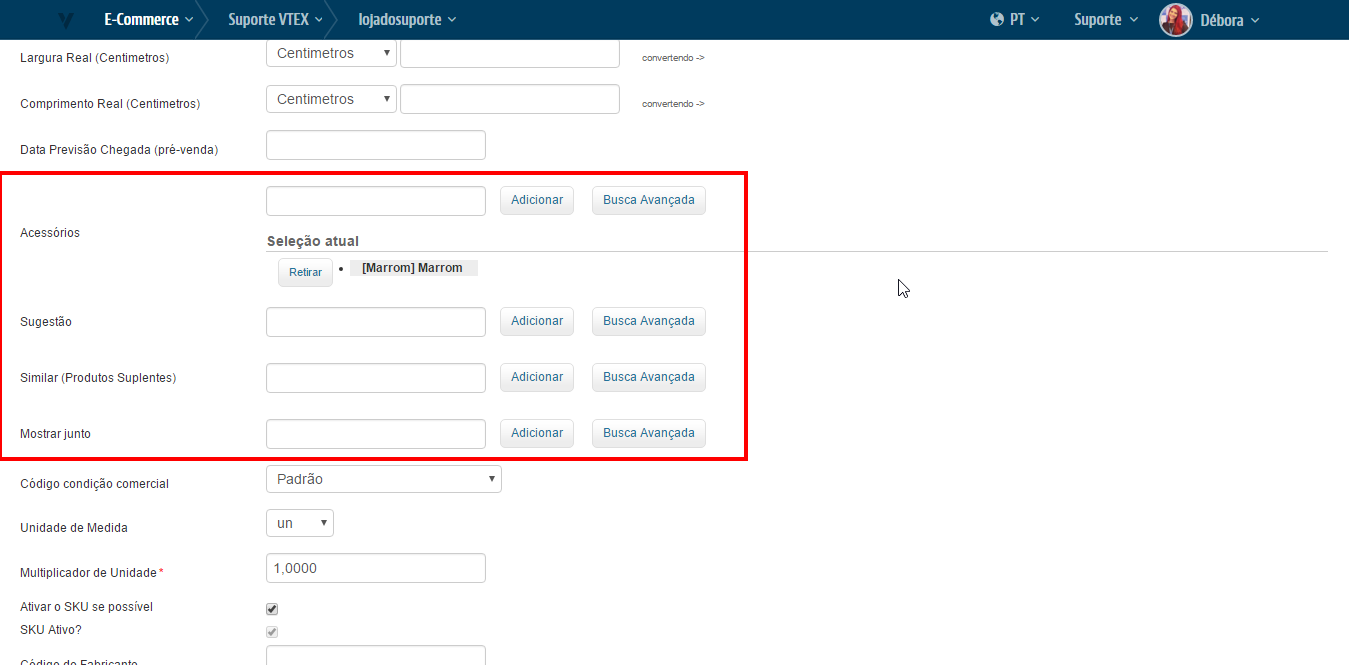 E-Commerce Suporte VTEX lojadosuporte PT Suporte Débora
Largura Real (Centimetros) Centimetros convertendo ->
Comprimento Real (Centimetros) Centimetros convertendo ->
Data Previsão Chegada (pré-venda)
Acessórios Adicionar Busca Avançada
Seleção atual
Retirar • [Marrom] Marrom
Sugestão Adicionar Busca Avançada
Similar (Produtos Suplentes) Adicionar Busca Avançada
Mostrar junto Adicionar Busca Avançada
Código condição comercial Padrão
Unidade de Medida un
Multiplicador de Unidade* 1,0000
Ativar o SKU se possível
SKU Ativo?
Código do Fabricante